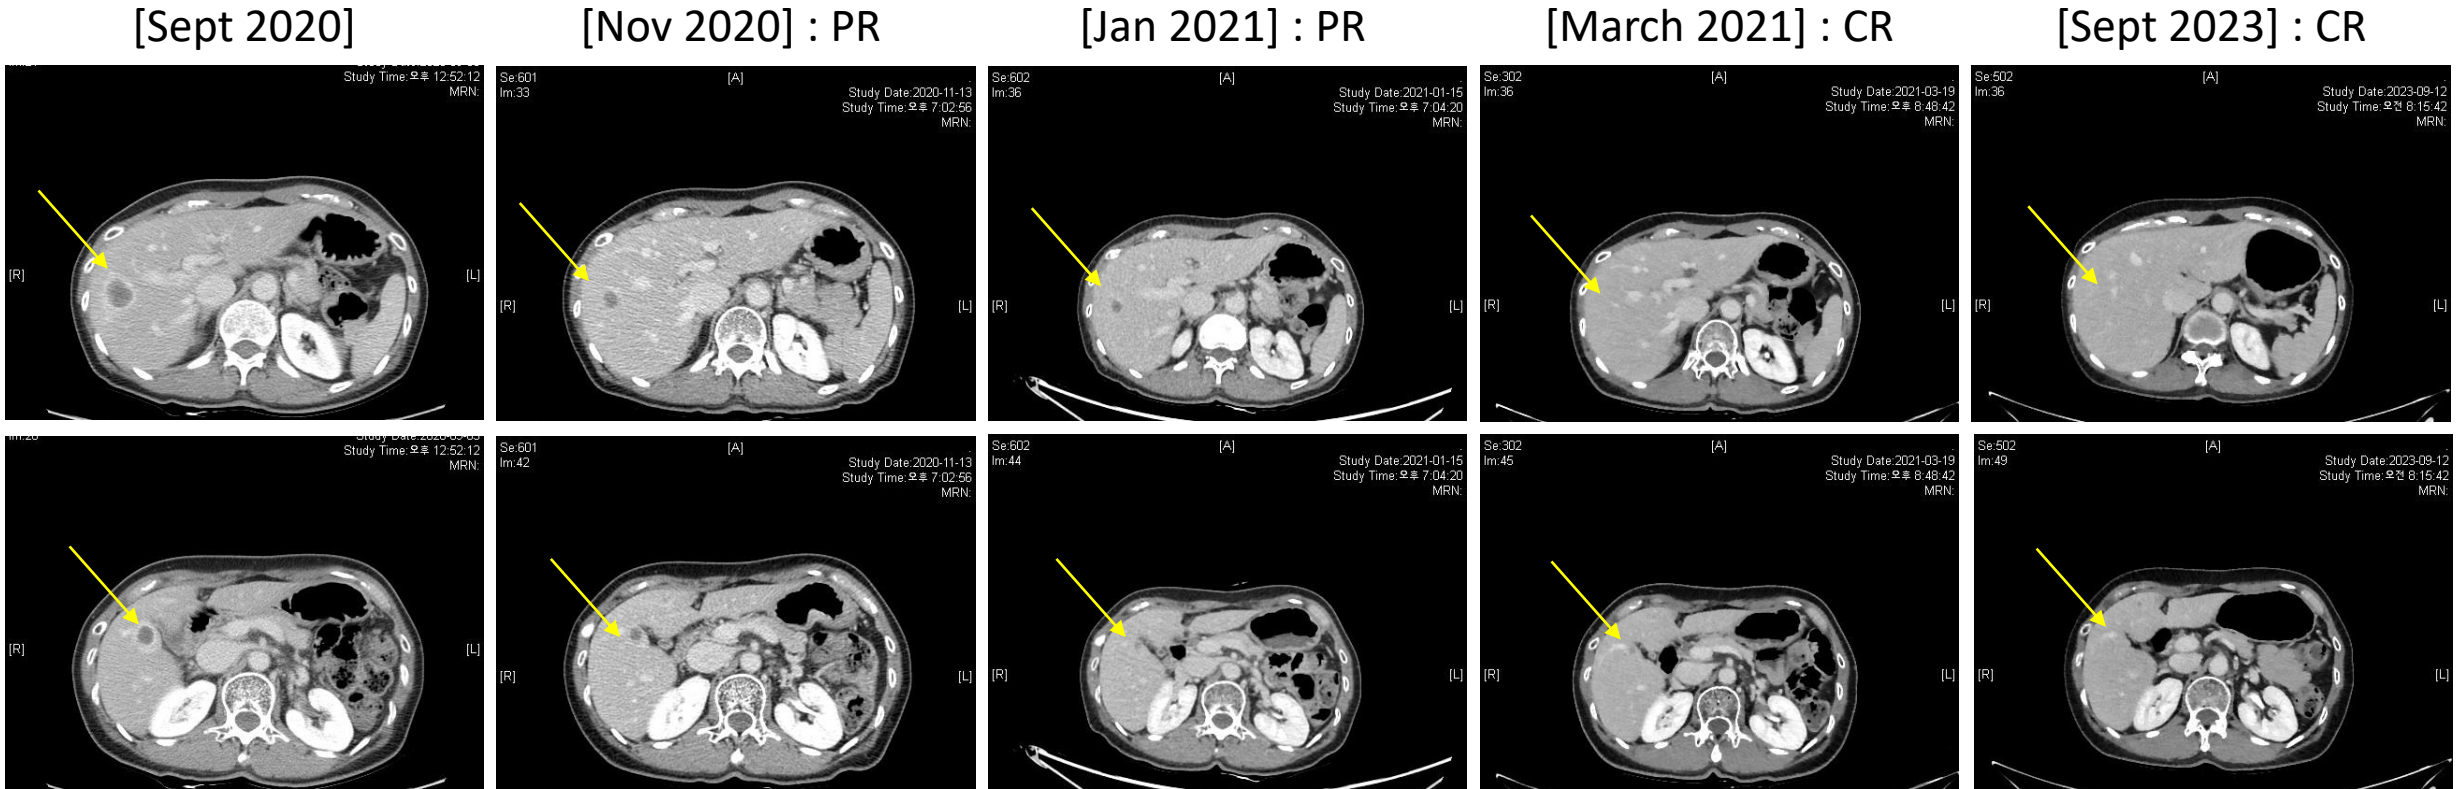 [Sept 2020]
[Nov 2020] : PR
[Jan 2021] : PR
[March 2021] : CR
[Sept 2023] : CR
Study Time:오후 12:52:12
MRN:
[R]
[L]
Se:601
Im:33
[A]
Study Date:2020-11-13
Study Time:오후 7:02:56
MRN:
[R]
[L]
Se:602
Im:36
[A]
Study Date:2021-01-15
Study Time:오후 7:04:20
MRN:
[R]
[L]
Se:302
Im:36
[A]
Study Date:2021-03-19
Study Time:오후 8:48:42
MRN:
[R]
[L]
Se:502
Im:36
[A]
Study Date:2023-09-12
Study Time:오전 8:15:42
MRN:
[R]
[L]
Study Time:오후 12:52:12
MRN:
[R]
[L]
Se:601
Im:42
[A]
Study Date:2020-11-13
Study Time:오후 7:02:56
MRN:
[R]
[L]
Se:602
Im:44
[A]
Study Date:2021-01-15
Study Time:오후 7:04:20
MRN:
[R]
[L]
Se:302
Im:45
[A]
Study Date:2021-03-19
Study Time:오후 8:48:42
MRN:
[R]
[L]
Se:502
Im:49
[A]
Study Date:2023-09-12
Study Time:오전 8:15:42
MRN:
[R]
[L]